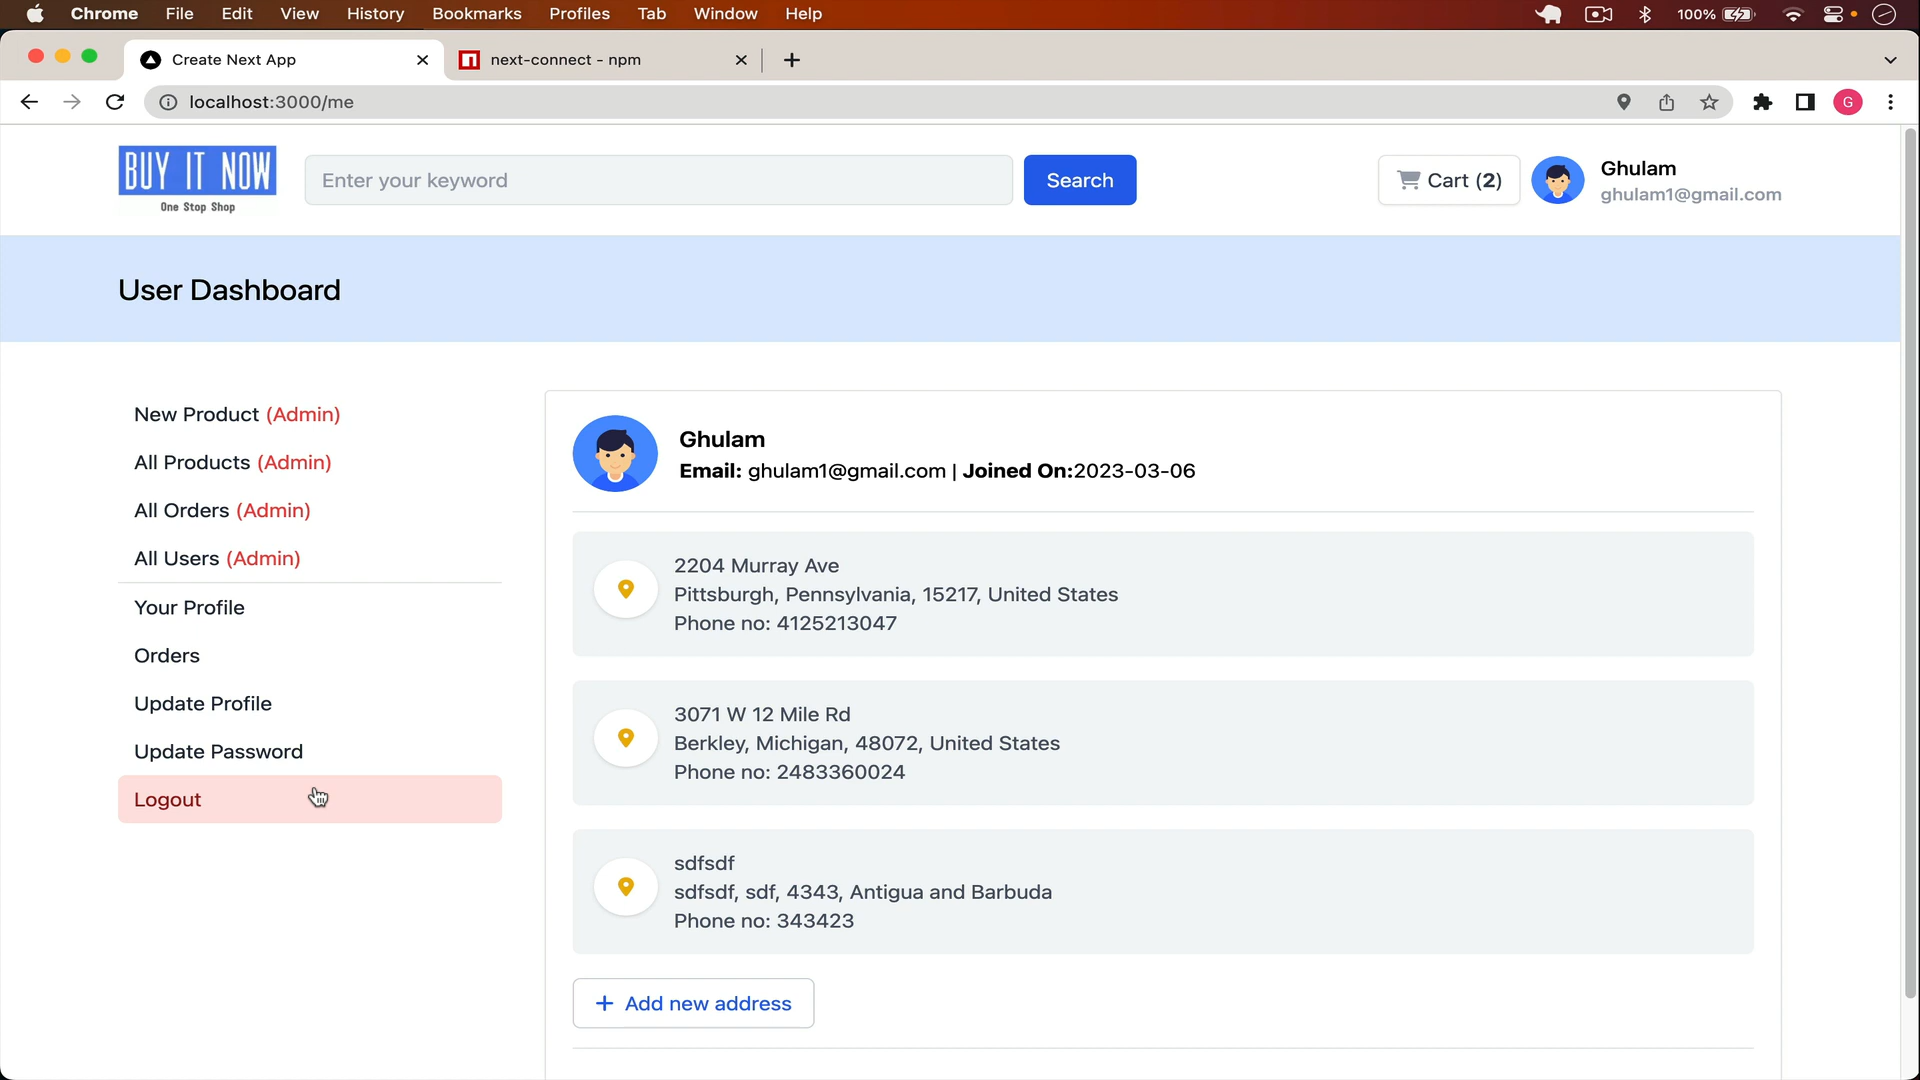 Chrome File Edit View History Bookmarks Profiles Tab Window Help 100%
Create Next App
next-connect - npm
localhost:3000/me
G
BUY IT NOW
One Stop Shop
Enter your keyword
Search
Cart (2)
Ghulam
ghulam1@gmail.com
User Dashboard
New Product (Admin)
All Products (Admin)
All Orders (Admin)
All Users (Admin)
Your Profile
Orders
Update Profile
Update Password
Logout
Ghulam
Email: ghulam1@gmail.com | Joined On:2023-03-06
2204 Murray Ave
Pittsburgh, Pennsylvania, 15217, United States
Phone no: 4125213047
3071 W 12 Mile Rd
Berkley, Michigan, 48072, United States
Phone no: 2483360024
sdfsdf
sdfsdf, sdf, 4343, Antigua and Barbuda
Phone no: 343423
+ Add new address